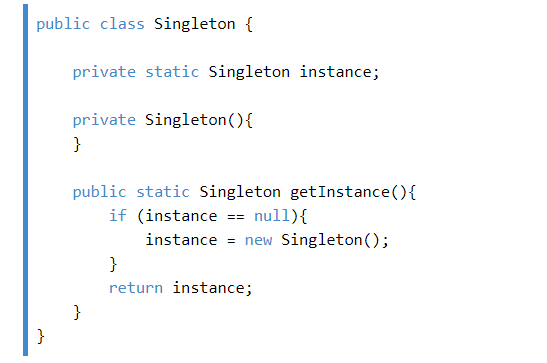 public class Singleton {
private static Singleton instance;
private Singleton(){
}
public static Singleton getInstance(){
if (instance == null){
instance = new Singleton();
}
return instance;
}
}